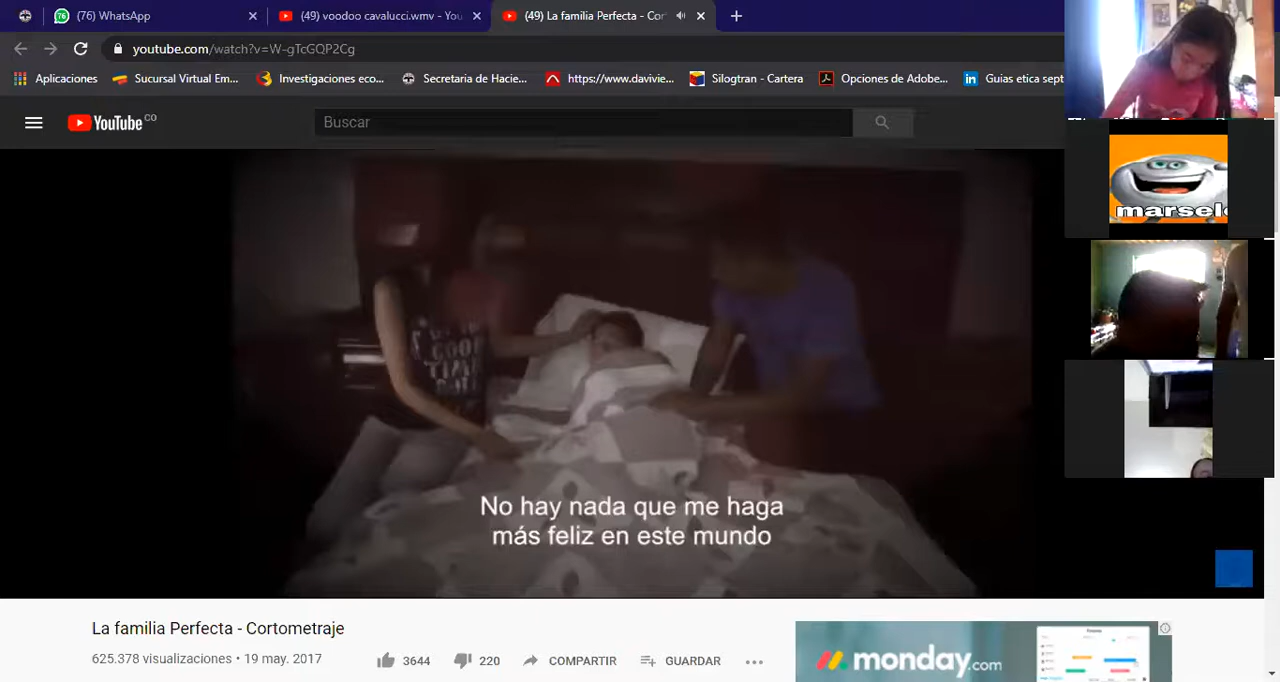 (76) WhatsApp
(49) voodoo cavalucci.wmv - You
(49) La familia Perfecta - Cor
youtube.com/watch?v=W-gTcGQP2Cg
Aplicaciones
Sucursal Virtual Em...
Investigaciones eco...
Secretaria de Hacie...
https://www.davivie...
Silogtran - Cartera
Opciones de Adobe...
Guias etica sept
YouTube CO
Buscar
marsel
No hay nada que me haga
más feliz en este mundo
La familia Perfecta - Cortometraje
625.378 visualizaciones • 19 may. 2017
3644
220
COMPARTIR
GUARDAR
monday.com